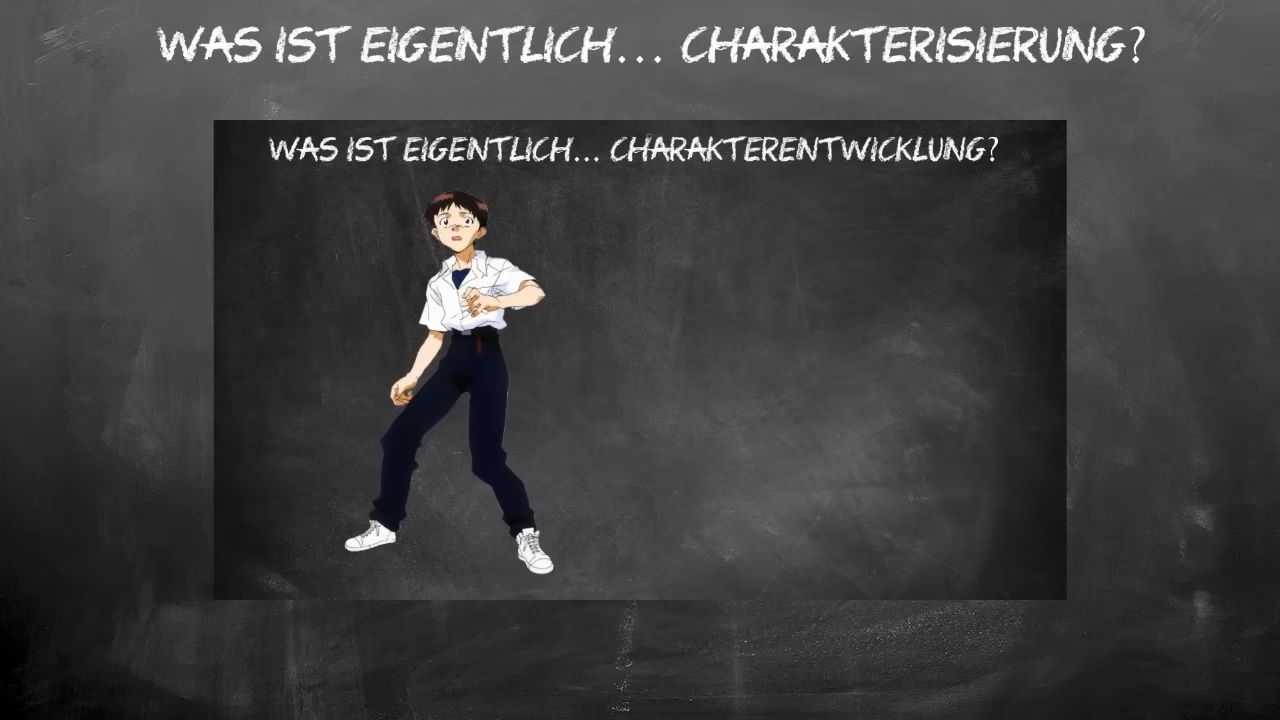 WAS IST EIGENTLICH... CHARAKTERISIERUNG?
WAS IST EIGENTLICH... CHARAKTERENTWICKLUNG?